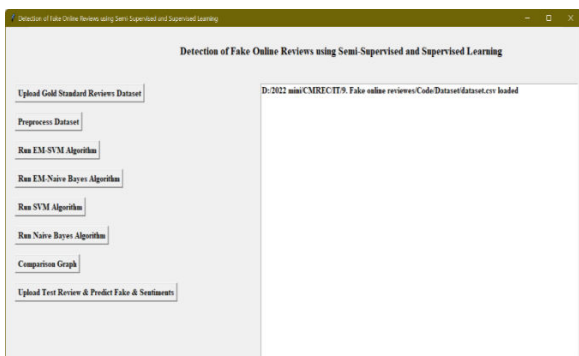 Detection of Fake Online Reviews using Semi Supervised and Supervised Learning
Detection of Fake Online Reviews using Semi-Supervised and Supervised Learning
Upload Gold Standard Reviews Dataset
D:/2022 mini/CMREC/IT/9. Fake online reviewes/Code/Dataset/dataset.csv loaded
Preprocess Dataset
Run EM-SVM Algorithm
Run EM-Naive Bayes Algorithm
Run SVM Algorithm
Run Naive Bayes Algorithm
Comparison Graph
Upload Test Review & Predict Fake & Sentiments